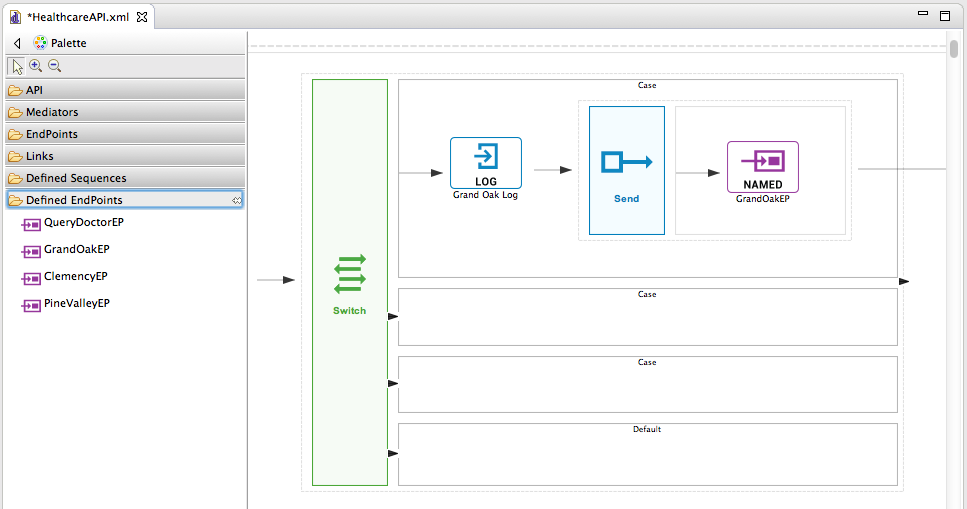 *HealthcareAPI.xml
Palette
API
Mediators
EndPoints
Links
Defined Sequences
Defined EndPoints
QueryDoctorEP
GrandOakEP
ClemencyEP
PineValleyEP
Switch
Case
LOG
Grand Oak Log
Send
NAMED
GrandOakEP
Case
Case
Default